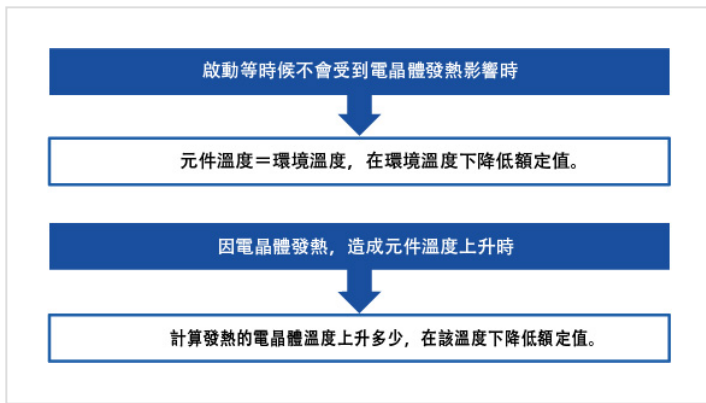 啟動等時候不會受到電晶體發熱影響時
元件溫度＝環境溫度，在環境溫度下降低額定值。
因電晶體發熱，造成元件溫度上升時
計算發熱的電晶體溫度上升多少，在該溫度下降低額定值。